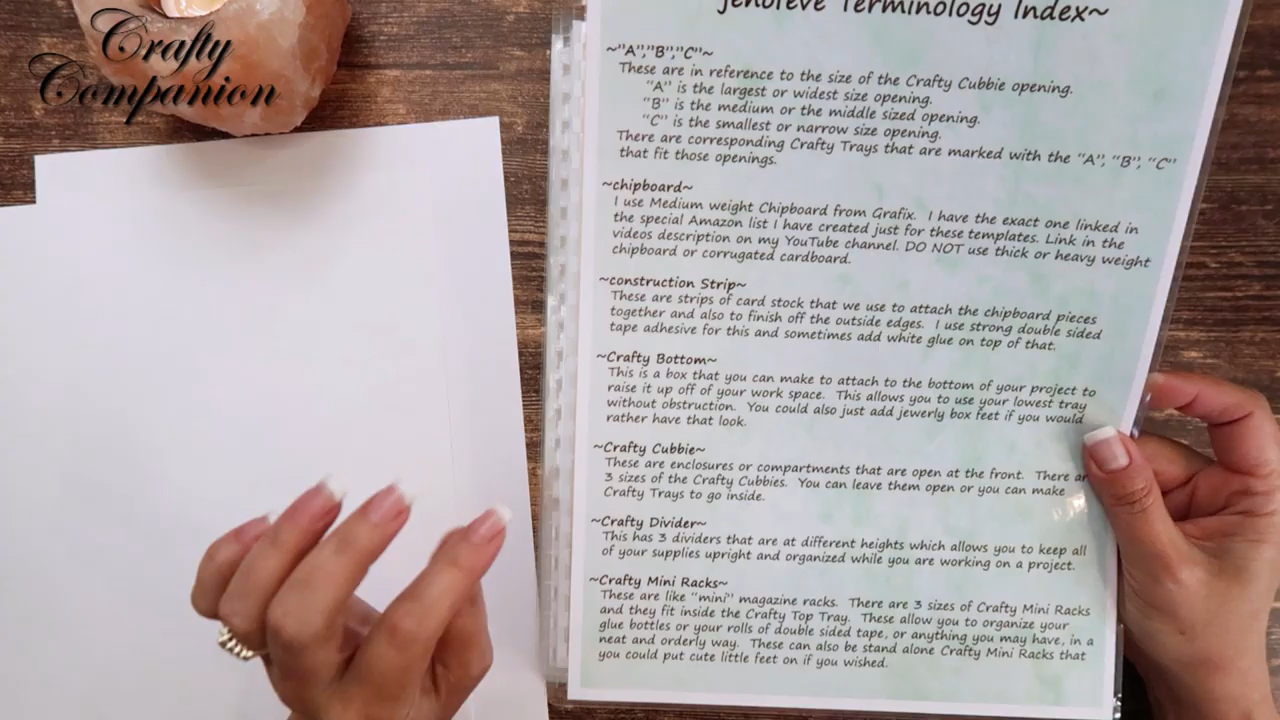 Crafty
Companion
jenofeve Terminology Index~
~"A","B","C"~
These are in reference to the size of the Crafty Cubbie opening.
"A" is the largest or widest size opening.
"B" is the medium or the middle sized opening.
"C" is the smallest or narrow size opening.
There are corresponding Crafty Trays that are marked with the "A", "B", "C"
that fit those openings.
~chipboard~
I use Medium weight Chipboard from Grafix. I have the exact one linked in
the special Amazon list I have created just for these templates. Link in the
videos description on my YouTube channel. DO NOT use thick or heavy weight
chipboard or corrugated cardboard.
~construction Strip~
These are strips of card stock that we use to attach the chipboard pieces
together and also to finish off the outside edges. I use strong double sided
tape adhesive for this and sometimes add white glue on top of that.
~Crafty Bottom~
This is a box that you can make to attach to the bottom of your project to
raise it up off of your work space. This allows you to use your lowest tray
without obstruction. You could also just add jewerly box feet if you would
rather have that look.
~Crafty Cubbie~
These are enclosures or compartments that are open at the front. There ar
3 sizes of the Crafty Cubbies. You can leave them open or you can make
Crafty Trays to go inside.
~Crafty Divider~
This has 3 dividers that are at different heights which allows you to keep all
of your supplies upright and organized while you are working on a project.
~Crafty Mini Racks~
These are like "mini" magazine racks. There are 3 sizes of Crafty Mini Racks
and they fit inside the Crafty Top Tray. These allow you to organize your
glue bottles or your rolls of double sided tape, or anything you may have, in a
neat and orderly way. These can also be stand alone Crafty Mini Racks that
you could put cute little feet on if you wished.